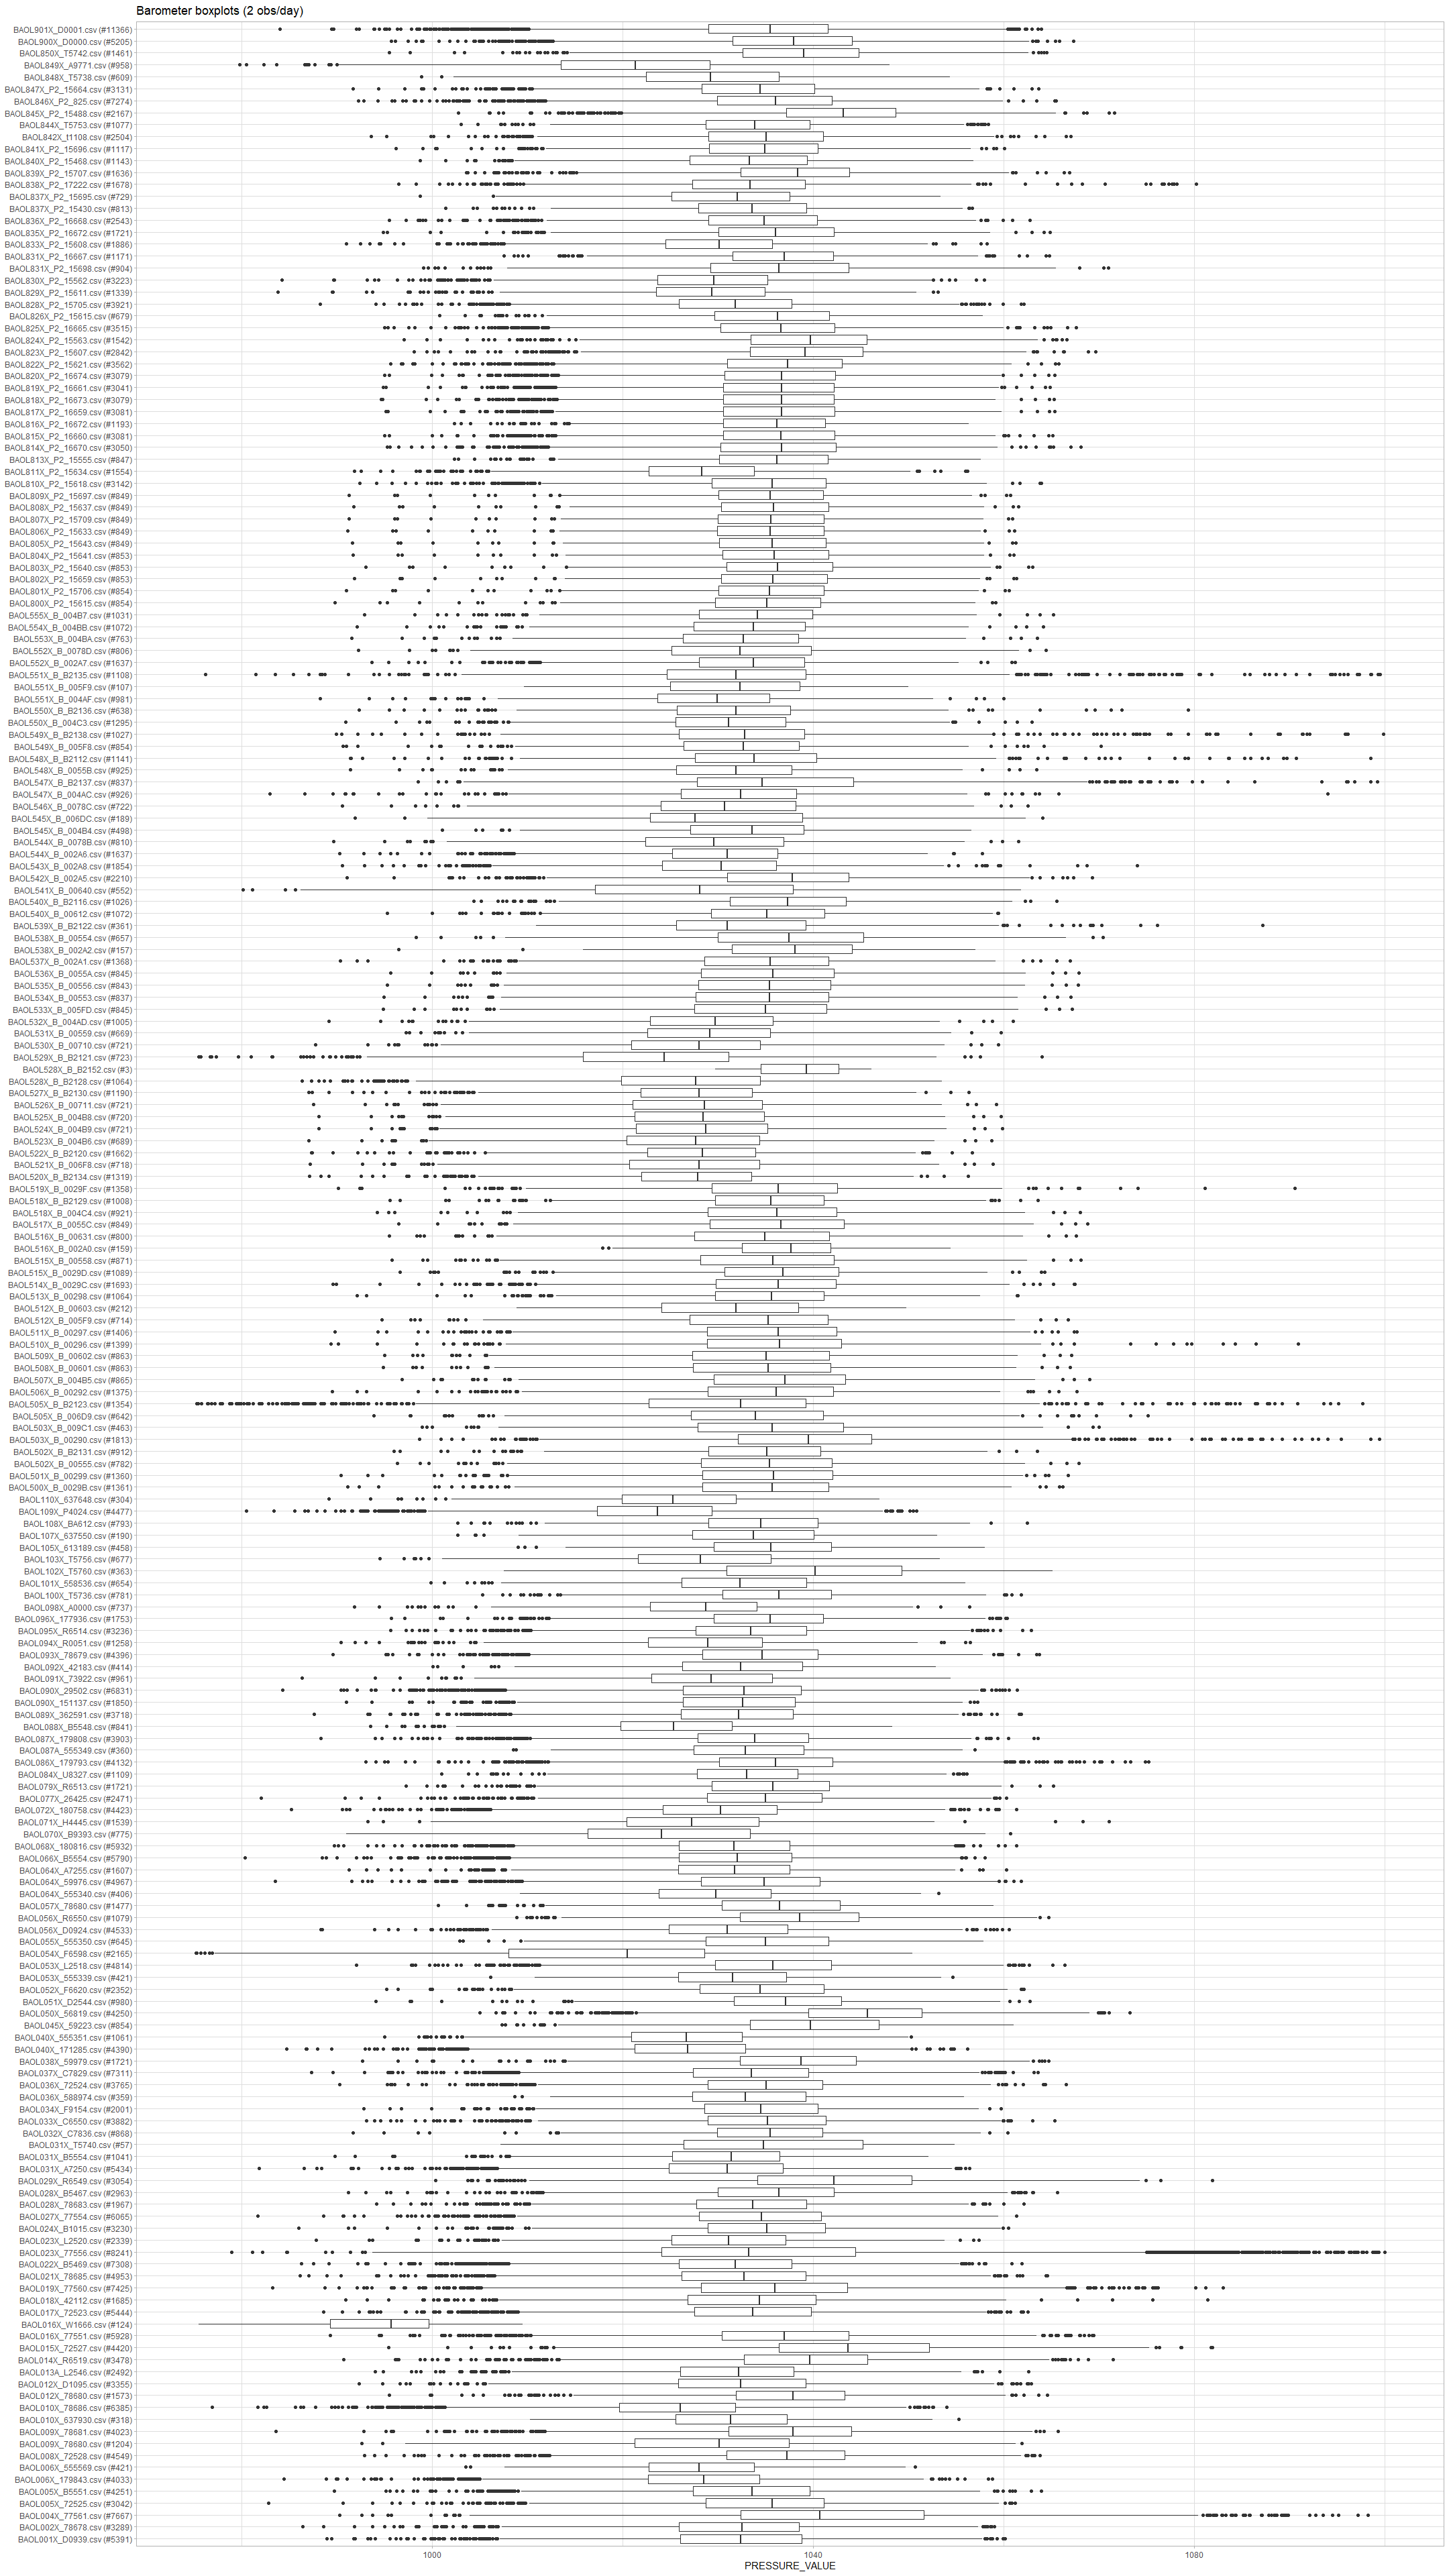 Barometer boxplots (2 obs/day)
BAOL901X_D0001.csv (#11366)
BAOL900X_D0000.csv (#5205)
BAOL850X_T5742.csv (#1461)
BAOL849X_A9771.csv (#958)
BAOL848X_T5738.csv (#609)
BAOL847X_P2_15664.csv (#3131)
BAOL846X_P2_825.csv (#7274)
BAOL845X_P2_15488.csv (#2167)
BAOL844X_T5753.csv (#1077)
BAOL842X_t1108.csv (#2504)
BAOL841X_P2_15696.csv (#1117)
BAOL840X_P2_15468.csv (#1143)
BAOL839X_P2_15707.csv (#1636)
BAOL838X_P2_17222.csv (#1678)
BAOL837X_P2_15695.csv (#729)
BAOL837X_P2_15430.csv (#813)
BAOL836X_P2_16668.csv (#2543)
BAOL835X_P2_16672.csv (#1721)
BAOL833X_P2_15608.csv (#1886)
BAOL831X_P2_16667.csv (#1171)
BAOL831X_P2_15698.csv (#904)
BAOL830X_P2_15562.csv (#3223)
BAOL829X_P2_15611.csv (#1339)
BAOL828X_P2_15705.csv (#3921)
BAOL826X_P2_15615.csv (#679)
BAOL825X_P2_16665.csv (#3515)
BAOL824X_P2_15563.csv (#1542)
BAOL823X_P2_15607.csv (#2842)
BAOL822X_P2_15621.csv (#3562)
BAOL820X_P2_16674.csv (#3079)
BAOL819X_P2_16661.csv (#3041)
BAOL818X_P2_16673.csv (#3079)
BAOL817X_P2_16659.csv (#3081)
BAOL816X_P2_16672.csv (#1193)
BAOL815X_P2_16660.csv (#3081)
BAOL814X_P2_16670.csv (#3050)
BAOL813X_P2_15555.csv (#847)
BAOL811X_P2_15634.csv (#1554)
BAOL810X_P2_15618.csv (#3142)
BAOL809X_P2_15697.csv (#849)
BAOL808X_P2_15637.csv (#849)
BAOL807X_P2_15709.csv (#849)
BAOL806X_P2_15633.csv (#849)
BAOL805X_P2_15643.csv (#849)
BAOL804X_P2_15641.csv (#853)
BAOL803X_P2_15640.csv (#853)
BAOL802X_P2_15659.csv (#853)
BAOL801X_P2_15706.csv (#854)
BAOL800X_P2_15615.csv (#854)
BAOL555X_B_004B7.csv (#1031)
BAOL554X_B_004BB.csv (#1072)
BAOL553X_B_004BA.csv (#763)
BAOL552X_B_0078D.csv (#806)
BAOL552X_B_002A7.csv (#1637)
BAOL551X_B_B2135.csv (#1108)
BAOL551X_B_005F9.csv (#107)
BAOL551X_B_004AF.csv (#981)
BAOL550X_B_B2136.csv (#638)
BAOL550X_B_004C3.csv (#1295)
BAOL549X_B_B2138.csv (#1027)
BAOL549X_B_005F8.csv (#854)
BAOL548X_B_B2112.csv (#1141)
BAOL548X_B_0055B.csv (#925)
BAOL547X_B_B2137.csv (#837)
BAOL547X_B_004AC.csv (#926)
BAOL546X_B_0078C.csv (#722)
BAOL545X_B_006DC.csv (#189)
BAOL545X_B_004B4.csv (#498)
BAOL544X_B_0078B.csv (#810)
BAOL544X_B_002A6.csv (#1637)
BAOL543X_B_002A8.csv (#1854)
BAOL542X_B_002A5.csv (#2210)
BAOL541X_B_00640.csv (#552)
BAOL540X_B_B2116.csv (#1026)
BAOL540X_B_00612.csv (#1072)
BAOL539X_B_B2122.csv (#361)
BAOL538X_B_00554.csv (#657)
BAOL538X_B_002A2.csv (#157)
BAOL537X_B_002A1.csv (#1368)
BAOL536X_B_0055A.csv (#845)
BAOL535X_B_00556.csv (#843)
BAOL534X_B_00553.csv (#837)
BAOL533X_B_005FD.csv (#845)
BAOL532X_B_004AD.csv (#1005)
BAOL531X_B_00559.csv (#669)
BAOL530X_B_00710.csv (#721)
BAOL529X_B_B2121.csv (#723)
BAOL528X_B_B2152.csv (#3)
BAOL528X_B_B2128.csv (#1064)
BAOL527X_B_B2130.csv (#1190)
BAOL526X_B_00711.csv (#721)
BAOL525X_B_004B8.csv (#720)
BAOL524X_B_004B9.csv (#721)
BAOL523X_B_004B6.csv (#689)
BAOL522X_B_B2120.csv (#1662)
BAOL521X_B_006F8.csv (#718)
BAOL520X_B_B2134.csv (#1319)
BAOL519X_B_0029F.csv (#1358)
BAOL518X_B_B2129.csv (#1008)
BAOL518X_B_004C4.csv (#921)
BAOL517X_B_0055C.csv (#849)
BAOL516X_B_00631.csv (#800)
BAOL516X_B_002A0.csv (#159)
BAOL515X_B_00558.csv (#871)
BAOL515X_B_0029D.csv (#1089)
BAOL514X_B_0029C.csv (#1693)
BAOL513X_B_00298.csv (#1064)
BAOL512X_B_00603.csv (#212)
BAOL512X_B_005F9.csv (#714)
BAOL511X_B_00297.csv (#1406)
BAOL510X_B_00296.csv (#1399)
BAOL509X_B_00602.csv (#863)
BAOL508X_B_00601.csv (#863)
BAOL507X_B_004B5.csv (#865)
BAOL506X_B_00292.csv (#1375)
BAOL505X_B_B2123.csv (#1354)
BAOL505X_B_006D9.csv (#642)
BAOL503X_B_009C1.csv (#463)
BAOL503X_B_00290.csv (#1813)
BAOL502X_B_B2131.csv (#912)
BAOL502X_B_00555.csv (#782)
BAOL501X_B_00299.csv (#1360)
BAOL500X_B_0029B.csv (#1361)
BAOL110X_637648.csv (#304)
BAOL109X_P4024.csv (#4477)
BAOL108X_BA612.csv (#793)
BAOL107X_637550.csv (#190)
BAOL105X_613189.csv (#458)
BAOL103X_T5756.csv (#677)
BAOL102X_T5760.csv (#363)
BAOL101X_558536.csv (#654)
BAOL100X_T5736.csv (#781)
BAOL098X_A0000.csv (#737)
BAOL096X_177936.csv (#1753)
BAOL095X_R6514.csv (#3236)
BAOL094X_R0051.csv (#1258)
BAOL093X_78679.csv (#4396)
BAOL092X_42183.csv (#414)
BAOL091X_73922.csv (#961)
BAOL090X_29502.csv (#6831)
BAOL090X_151137.csv (#1850)
BAOL089X_362591.csv (#3718)
BAOL088X_B5548.csv (#841)
BAOL087X_179808.csv (#3903)
BAOL087A_555349.csv (#360)
BAOL086X_179793.csv (#4132)
BAOL084X_U8327.csv (#1109)
BAOL079X_R6513.csv (#1721)
BAOL077X_26425.csv (#2471)
BAOL072X_180758.csv (#4423)
BAOL071X_H4445.csv (#1539)
BAOL070X_B9393.csv (#775)
BAOL068X_180816.csv (#5932)
BAOL066X_B5554.csv (#5790)
BAOL064X_A7255.csv (#1607)
BAOL064X_59976.csv (#4967)
BAOL064X_555340.csv (#406)
BAOL057X_78680.csv (#1477)
BAOL056X_R6550.csv (#1079)
BAOL056X_D0924.csv (#4533)
BAOL055X_555350.csv (#645)
BAOL054X_F6598.csv (#2165)
BAOL053X_L2518.csv (#4814)
BAOL053X_555339.csv (#421)
BAOL052X_F6620.csv (#2352)
BAOL051X_D2544.csv (#980)
BAOL050X_56819.csv (#4250)
BAOL045X_59223.csv (#854)
BAOL040X_555351.csv (#1061)
BAOL040X_171285.csv (#4390)
BAOL038X_59979.csv (#1721)
BAOL037X_C7829.csv (#7311)
BAOL036X_72524.csv (#3765)
BAOL036X_588974.csv (#359)
BAOL034X_F9154.csv (#2001)
BAOL033X_C6550.csv (#3882)
BAOL032X_C7836.csv (#868)
BAOL031X_T5740.csv (#57)
BAOL031X_B5554.csv (#1041)
BAOL031X_A7250.csv (#5434)
BAOL029X_R6549.csv (#3054)
BAOL028X_B5467.csv (#2963)
BAOL028X_78683.csv (#1967)
BAOL027X_77554.csv (#6065)
BAOL024X_B1015.csv (#3230)
BAOL023X_L2520.csv (#2339)
BAOL023X_77556.csv (#8241)
BAOL022X_B5469.csv (#7308)
BAOL021X_78685.csv (#4953)
BAOL019X_77560.csv (#7425)
BAOL018X_42112.csv (#1685)
BAOL017X_72523.csv (#5444)
BAOL016X_W1666.csv (#124)
BAOL016X_77551.csv (#5928)
BAOL015X_72527.csv (#4420)
BAOL014X_R6519.csv (#3478)
BAOL013A_L2546.csv (#2492)
BAOL012X_D1095.csv (#3355)
BAOL012X_78680.csv (#1573)
BAOL010X_78686.csv (#6385)
BAOL010X_637930.csv (#318)
BAOL009X_78681.csv (#4023)
BAOL009X_78680.csv (#1204)
BAOL008X_72528.csv (#4549)
BAOL006X_555569.csv (#421)
BAOL006X_179843.csv (#4033)
BAOL005X_B5551.csv (#4251)
BAOL005X_72525.csv (#3042)
BAOL004X_77561.csv (#7667)
BAOL002X_78678.csv (#3289)
BAOL001X_D0939.csv (#5391)
1000 1040 1080
PRESSURE_VALUE